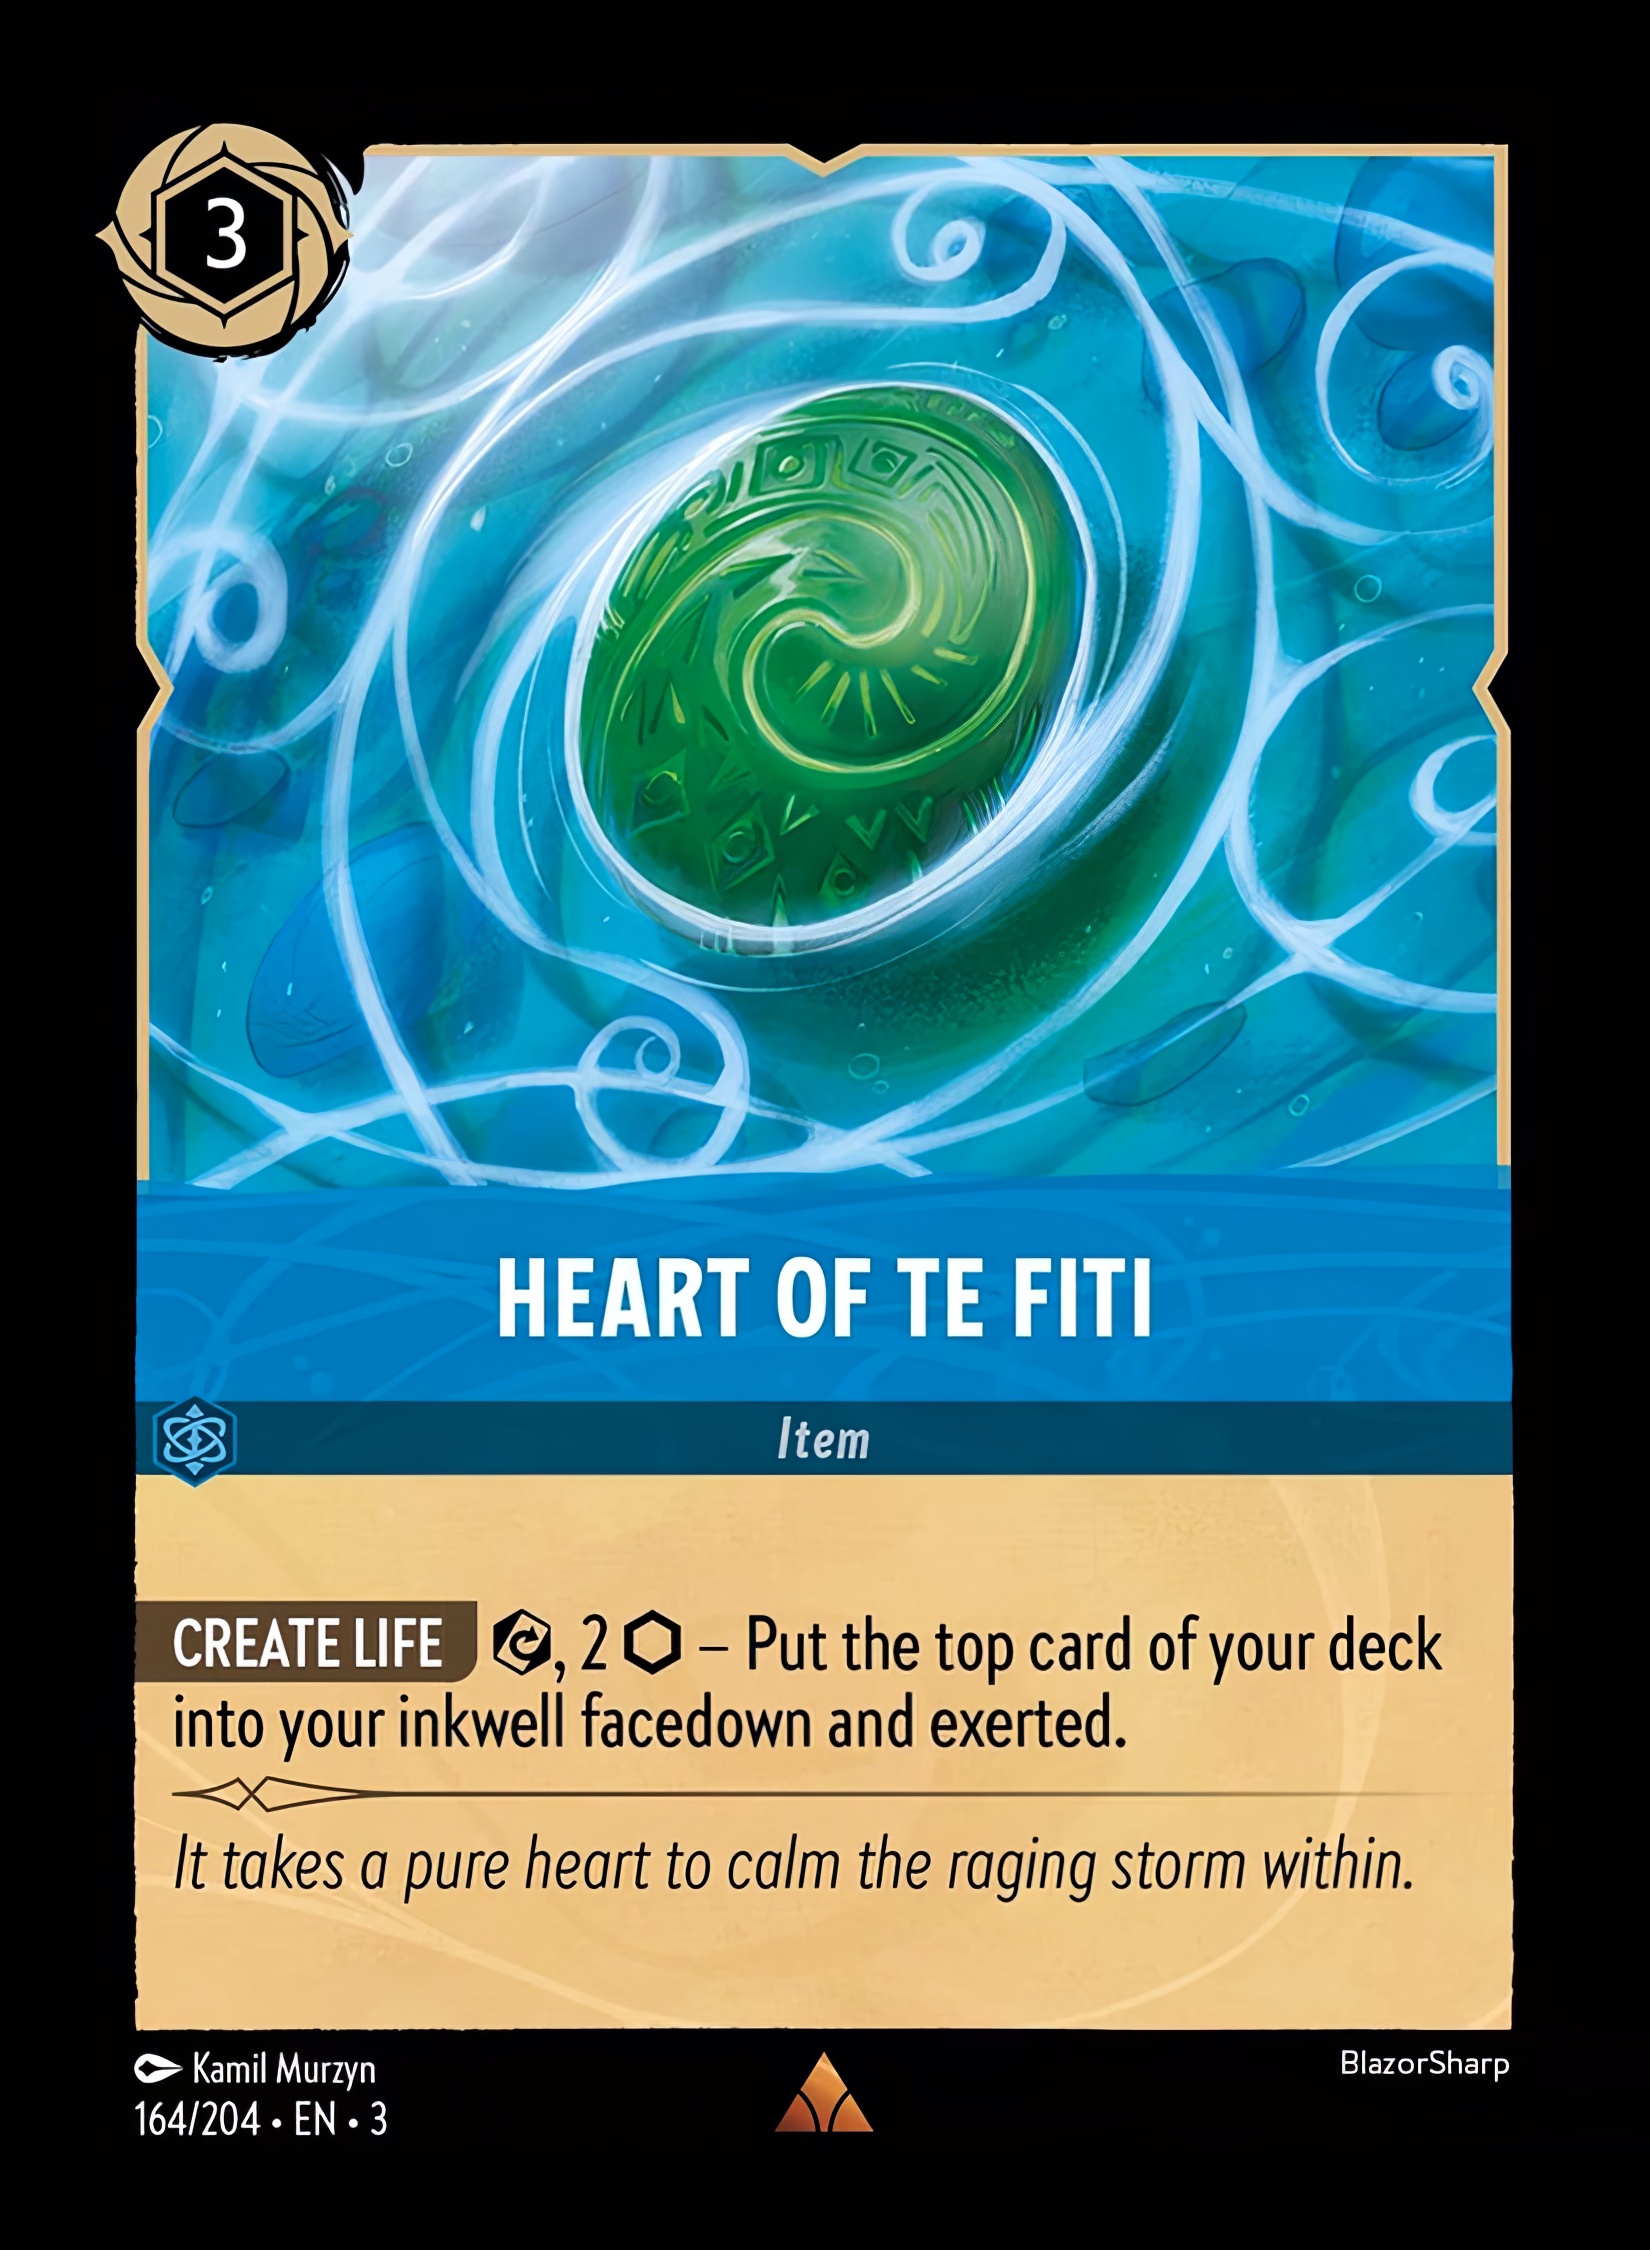 3
HEART OF TE FITI
Item
CREATE LIFE , 2 – Put the top card of your deck
into your inkwell facedown and exerted.
It takes a pure heart to calm the raging storm within.
Kamil Murzyn
BlazorSharp
164/204 • EN • 3